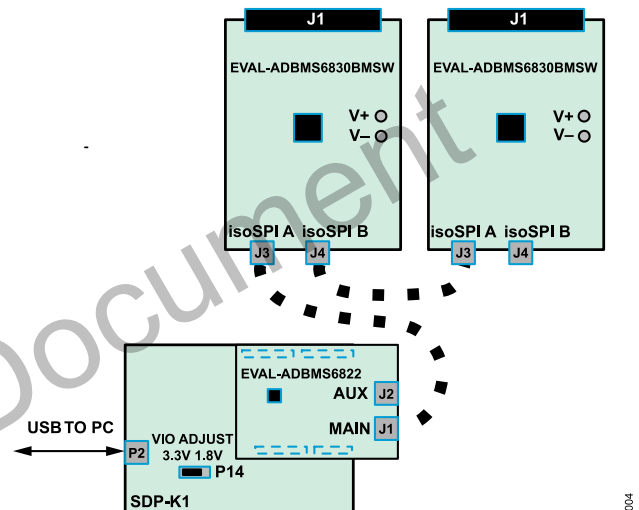 J1
J1
EVAL-ADBMS6830BMSW
EVAL-ADBMS6830BMSW
V+
V–
V+
V–
-
isoSPI A isoSPI B
isoSPI A isoSPI B
J3
J4
J3
J4
Document
EVAL-ADBMS6822
AUX
J2
MAIN
J1
USB TO PC
P2
VIO ADJUST
3.3V 1.8V
P14
SDP-K1
004